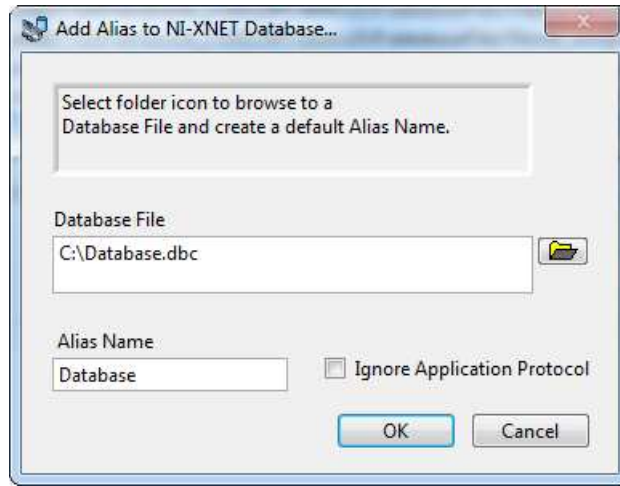 Add Alias to NI-XNET Database...
Select folder icon to browse to a
Database File and create a default Alias Name.
Database File
C:\Database.dbc
Alias Name
Database
Ignore Application Protocol
OK
Cancel